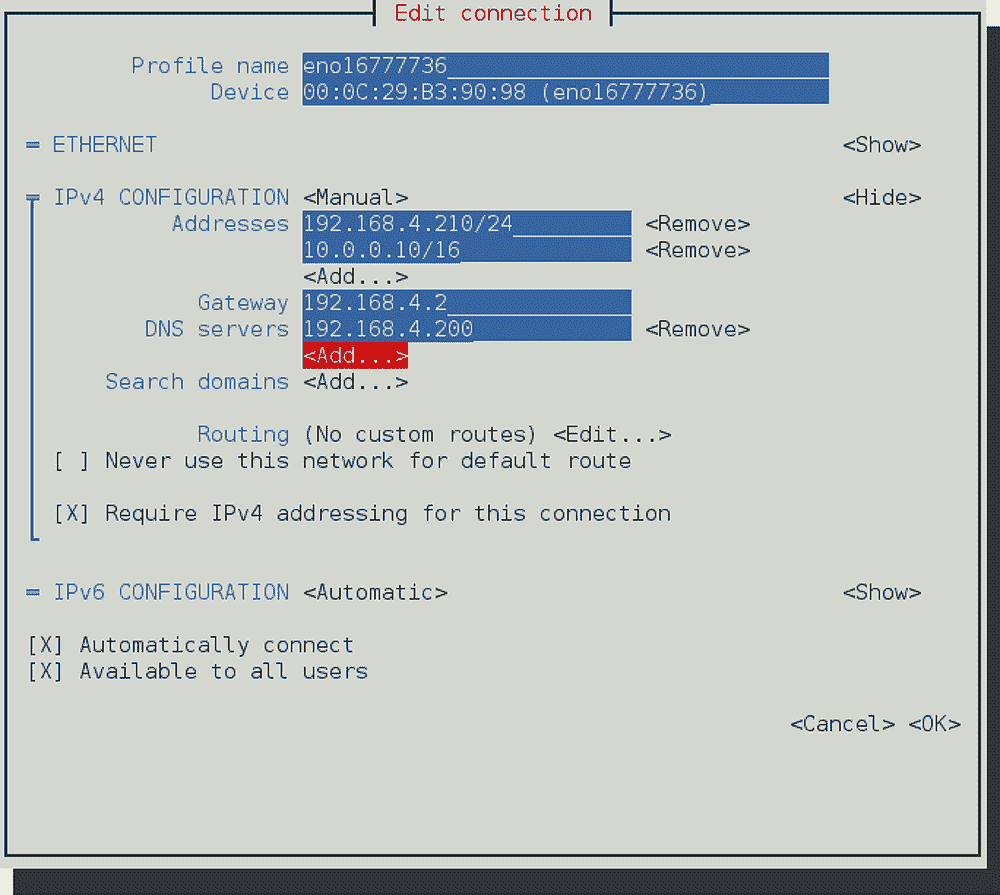 Edit connection
Profile name eno16777736
Device 00:0C:29:B3:90:98 (eno16777736)
ETHERNET <Show>
IPv4 CONFIGURATION <Manual> <Hide>
Addresses 192.168.4.210/24 <Remove>
10.0.0.10/16 <Remove>
<Add...>
Gateway 192.168.4.2
DNS servers 192.168.4.200 <Remove>
<Add...>
Search domains <Add...>
Routing (No custom routes) <Edit...>
[ ] Never use this network for default route
[X] Require IPv4 addressing for this connection
IPv6 CONFIGURATION <Automatic> <Show>
[X] Automatically connect
[X] Available to all users
<Cancel> <OK>